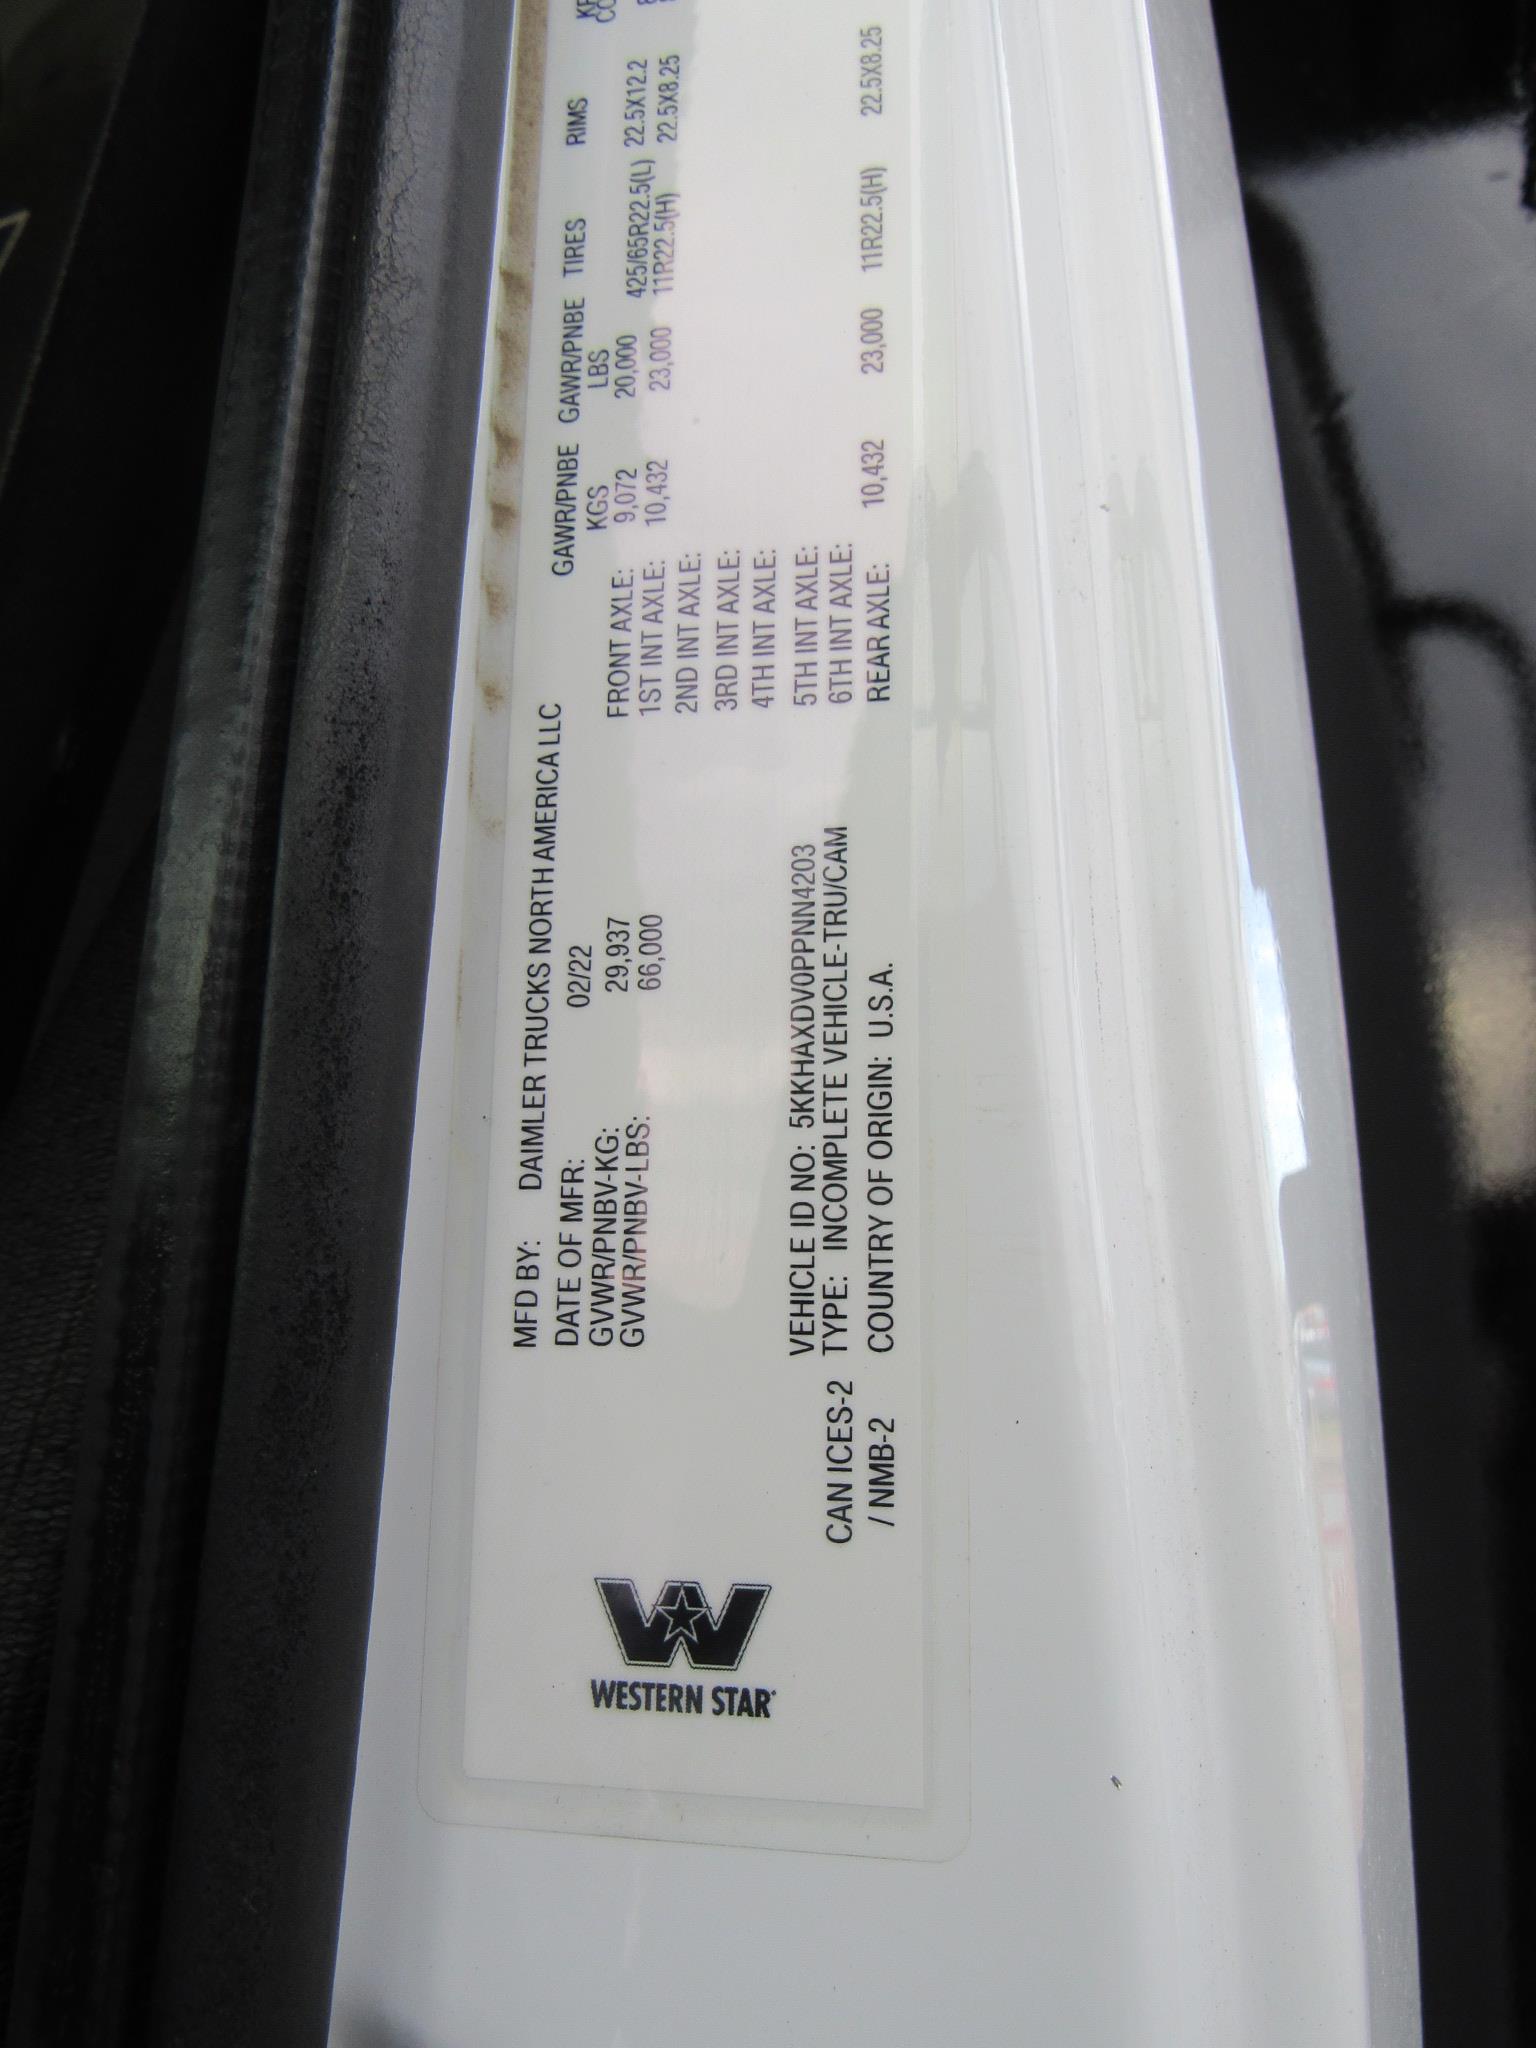 WESTERN STAR
CAN ICES-2
/ NMB-2
MFD BY: DAIMLER TRUCKS NORTH AMERICA LLC
DATE OF MFR: 02/22
GVWR/PNBV-KG: 29,937
GVWR/PNBV-LBS: 66,000
VEHICLE ID NO: 5KKHAXDV0PPNN4203
TYPE: INCOMPLETE VEHICLE-TRU/CAM
COUNTRY OF ORIGIN: U.S.A.
GAWR/PNBE GAWR/PNBE TIRES RIMS
KGS LBS
FRONT AXLE: 9,072 20,000 425/65R22.5(L) 22.5X12.2
1ST INT AXLE: 10,432 23,000 11R22.5(H) 22.5X8.25
2ND INT AXLE:
3RD INT AXLE:
4TH INT AXLE:
5TH INT AXLE:
6TH INT AXLE:
REAR AXLE: 10,432 23,000 11R22.5(H) 22.5X8.25